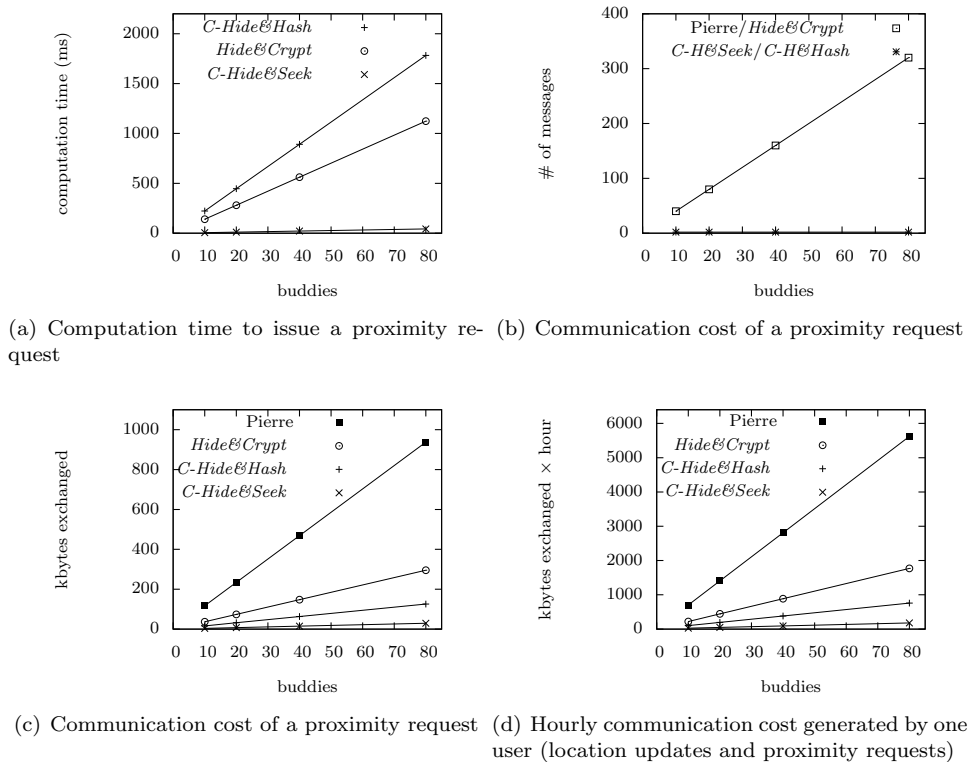 C-Hide&Hash
Hide&Crypt
C-Hide&Seek
computation time (ms)
2000
1500
1000
500
0
0 10 20 30 40 50 60 70 80
buddies
(a) Computation time to issue a proximity re-
quest
Pierre/Hide&Crypt
C-H&Seek/C-H&Hash
# of messages
400
300
200
100
0
0 10 20 30 40 50 60 70 80
buddies
(b) Communication cost of a proximity request
Pierre
Hide&Crypt
C-Hide&Hash
C-Hide&Seek
kbytes exchanged
1000
800
600
400
200
0
0 10 20 30 40 50 60 70 80
buddies
(c) Communication cost of a proximity request
Pierre
Hide&Crypt
C-Hide&Hash
C-Hide&Seek
kbytes exchanged × hour
6000
5000
4000
3000
2000
1000
0
0 10 20 30 40 50 60 70 80
buddies
(d) Hourly communication cost generated by one
user (location updates and proximity requests)